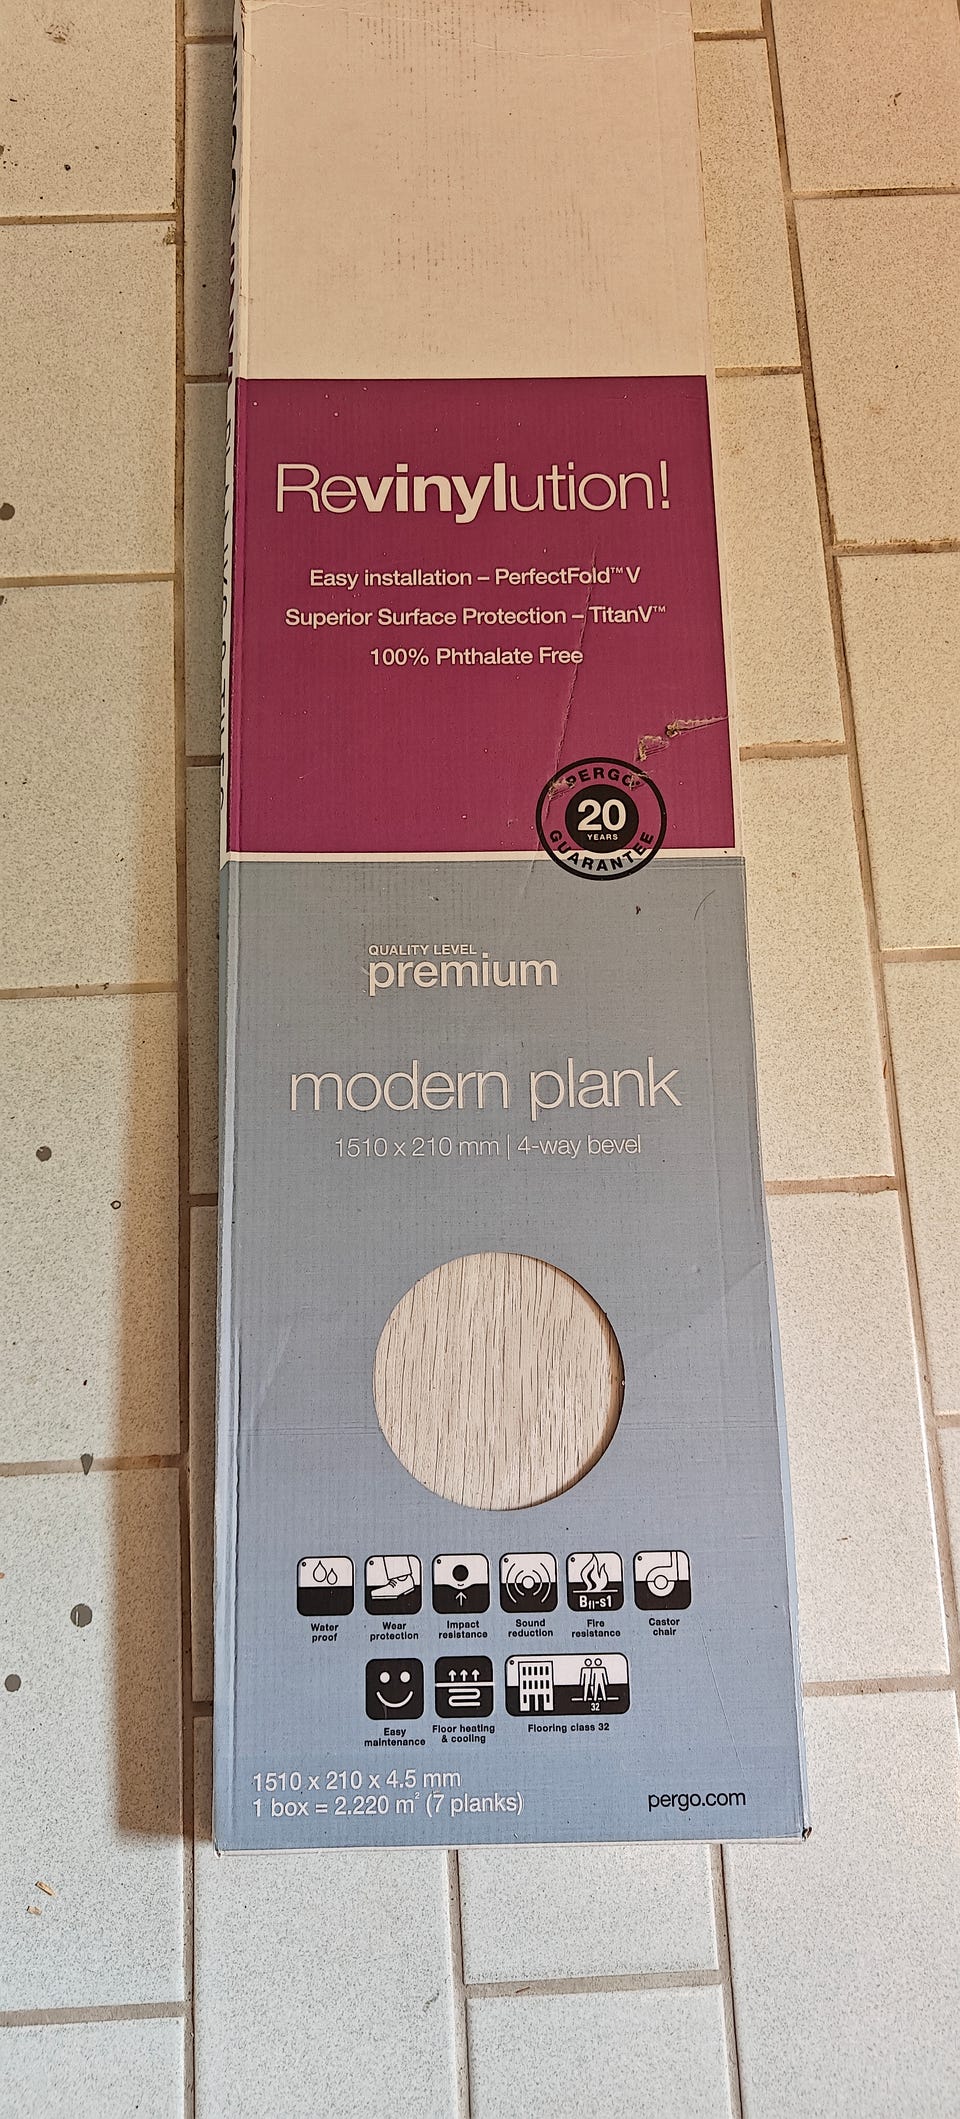 Revinylution!
Easy installation – PerfectFold™ V
Superior Surface Protection – TitanV™
100% Phthalate Free
PERGO®
20
YEARS
GUARANTEE
QUALITY LEVEL
premium
modern plank
1510 x 210 mm | 4-way bevel
Bfl-s1
Water
proof
Wear
protection
Impact
resistance
Sound
reduction
Fire
resistance
Castor
chair
32
Easy
maintenance
Floor heating
& cooling
Flooring class 32
1510 x 210 x 4.5 mm
1 box = 2.220 m² (7 planks)
pergo.com